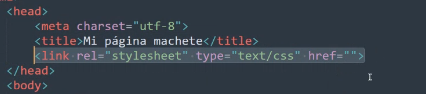 <head>
<meta charset="utf-8">
<title>Mi página machete</title>
<link rel="stylesheet" type="text/css" href="">
</head>
<body>